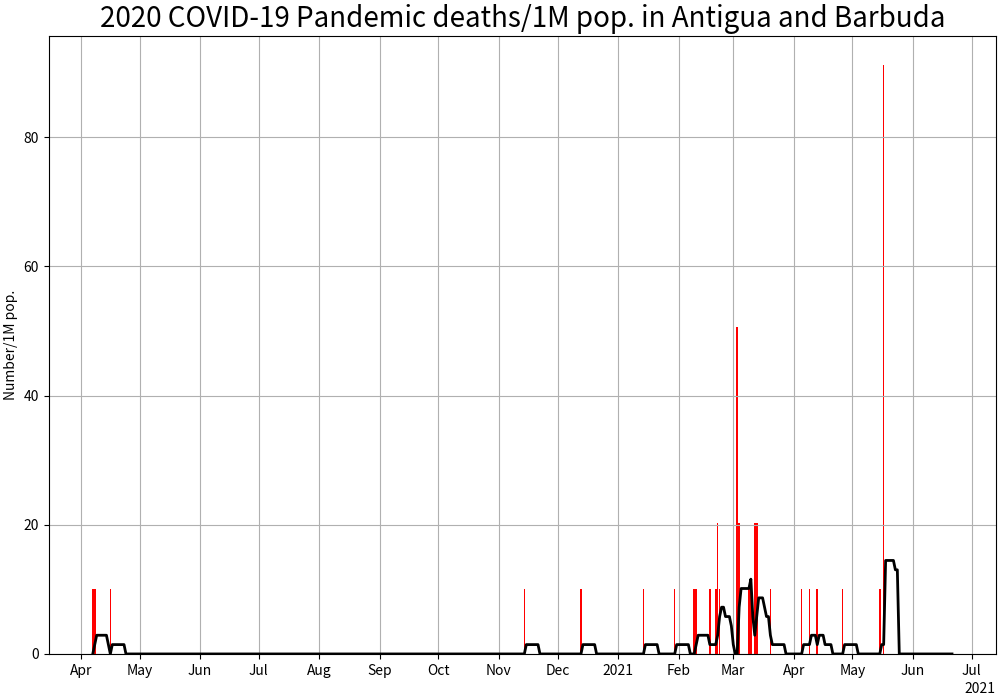 2020 COVID-19 Pandemic deaths/1M pop. in Antigua and Barbuda
Number/1M pop.
80
60
40
20
0
Apr May Jun Jul Aug Sep Oct Nov Dec 2021 Feb Mar Apr May Jun Jul
2021